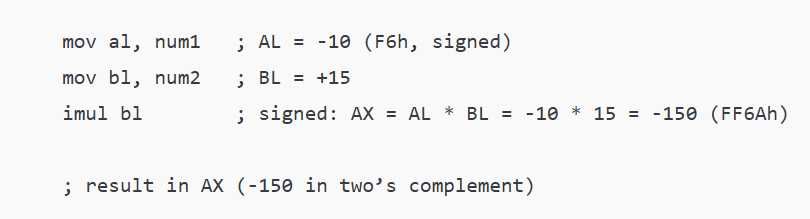 mov al, num1   ; AL = -10 (F6h, signed)
mov bl, num2   ; BL = +15
imul bl        ; signed: AX = AL * BL = -10 * 15 = -150 (FF6Ah)
; result in AX (-150 in two’s complement)